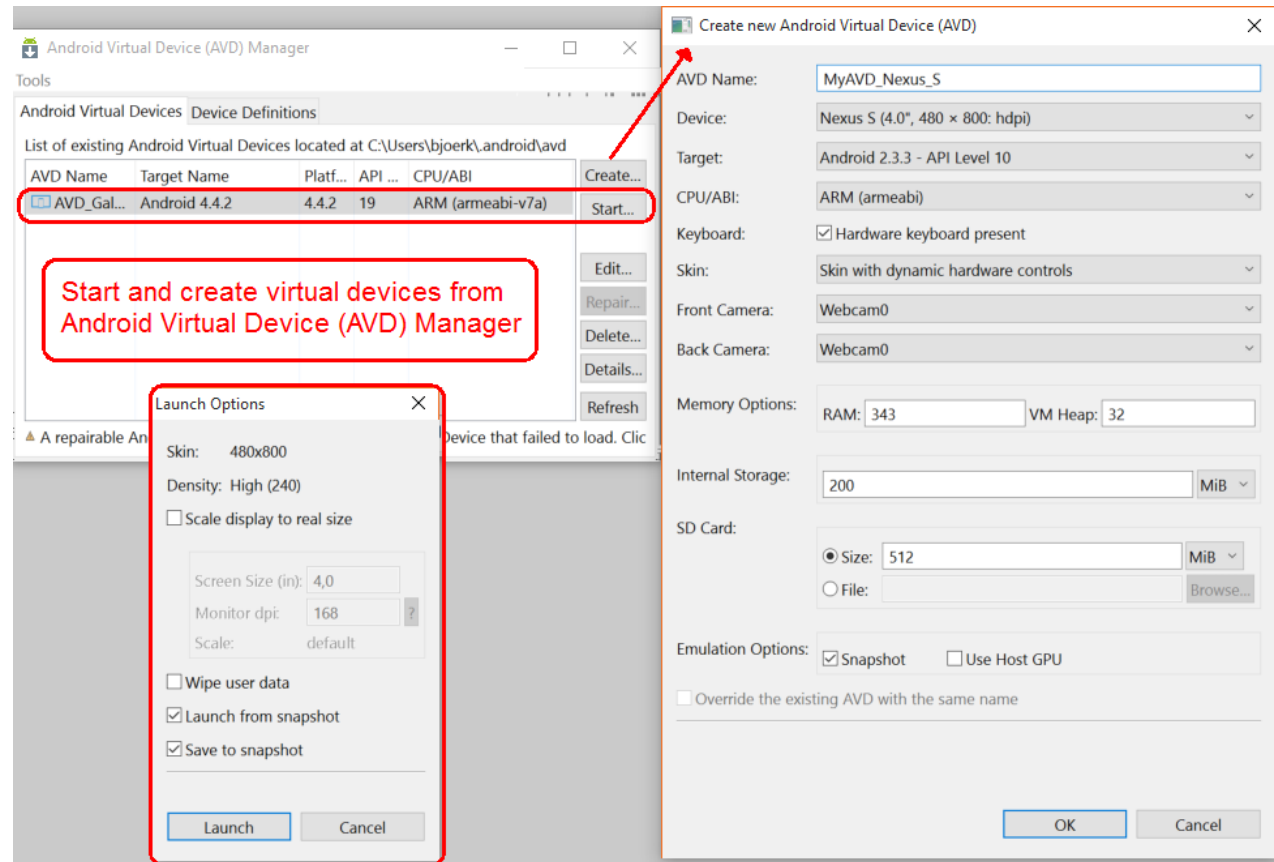 Android Virtual Device (AVD) Manager
Tools
Android Virtual Devices Device Definitions
List of existing Android Virtual Devices located at C:\Users\bjoerk\.android\avd
AVD Name Target Name Platf... API ... CPU/ABI
AVD_Gal... Android 4.4.2 4.4.2 19 ARM (armeabi-v7a)
Create...
Start...
Edit...
Repair...
Delete...
Details...
Refresh
Start and create virtual devices from
Android Virtual Device (AVD) Manager
A repairable An
Device that failed to load. Clic
Launch Options
Skin: 480x800
Density: High (240)
Scale display to real size
Screen Size (in): 4,0
Monitor dpi: 168 ?
Scale: default
Wipe user data
Launch from snapshot
Save to snapshot
Launch Cancel
Create new Android Virtual Device (AVD)
AVD Name: MyAVD_Nexus_S
Device: Nexus S (4.0", 480 × 800: hdpi)
Target: Android 2.3.3 - API Level 10
CPU/ABI: ARM (armeabi)
Keyboard: Hardware keyboard present
Skin: Skin with dynamic hardware controls
Front Camera: Webcam0
Back Camera: Webcam0
Memory Options: RAM: 343 VM Heap: 32
Internal Storage: 200 MiB
SD Card:
Size: 512 MiB
File: Browse...
Emulation Options: Snapshot Use Host GPU
Override the existing AVD with the same name
OK Cancel